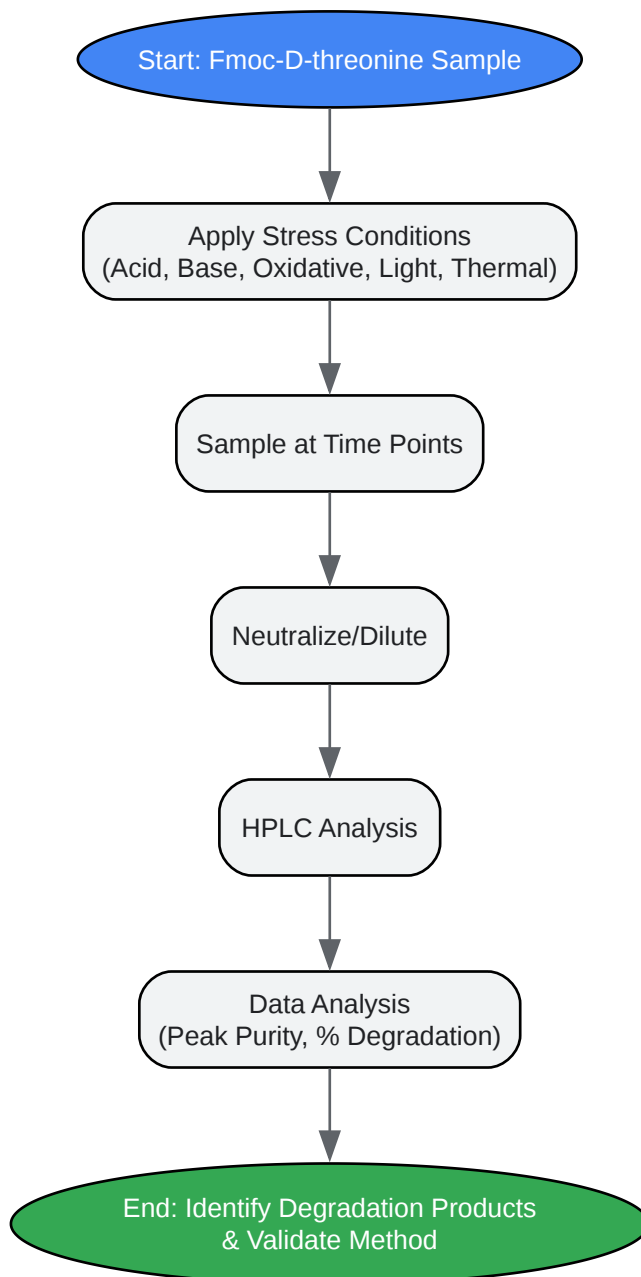 Start: Fmoc-D-threonine Sample
Apply Stress Conditions
(Acid, Base, Oxidative, Light, Thermal)
Sample at Time Points
Neutralize/Dilute
HPLC Analysis
Data Analysis
(Peak Purity, % Degradation)
End: Identify Degradation Products
& Validate Method